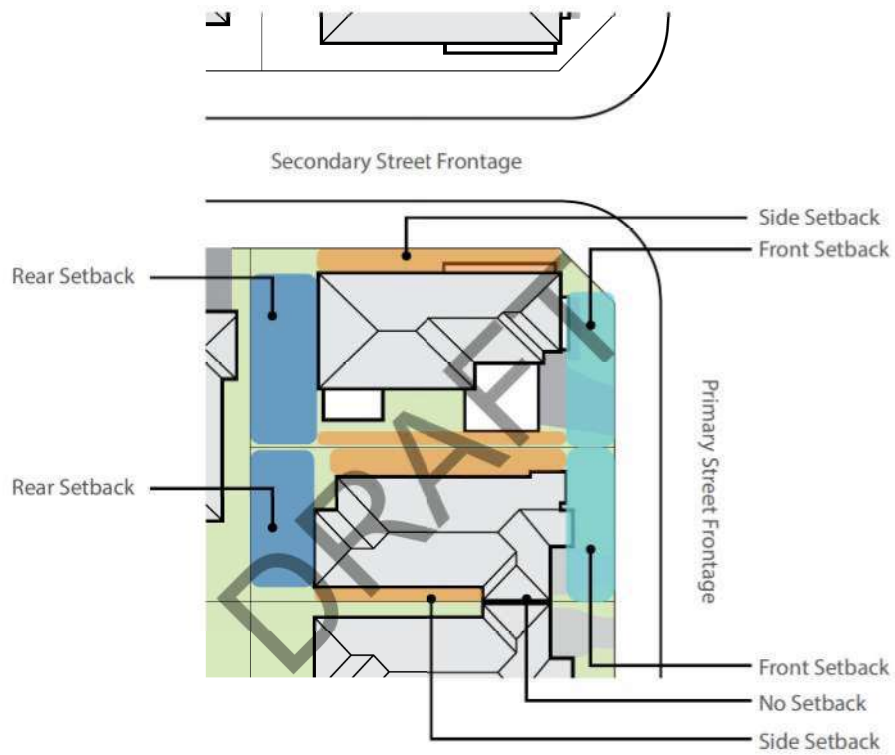 Secondary Street Frontage
Side Setback
Front Setback
Rear Setback
Primary Street Frontage
Rear Setback
DRAFT
Front Setback
No Setback
Side Setback